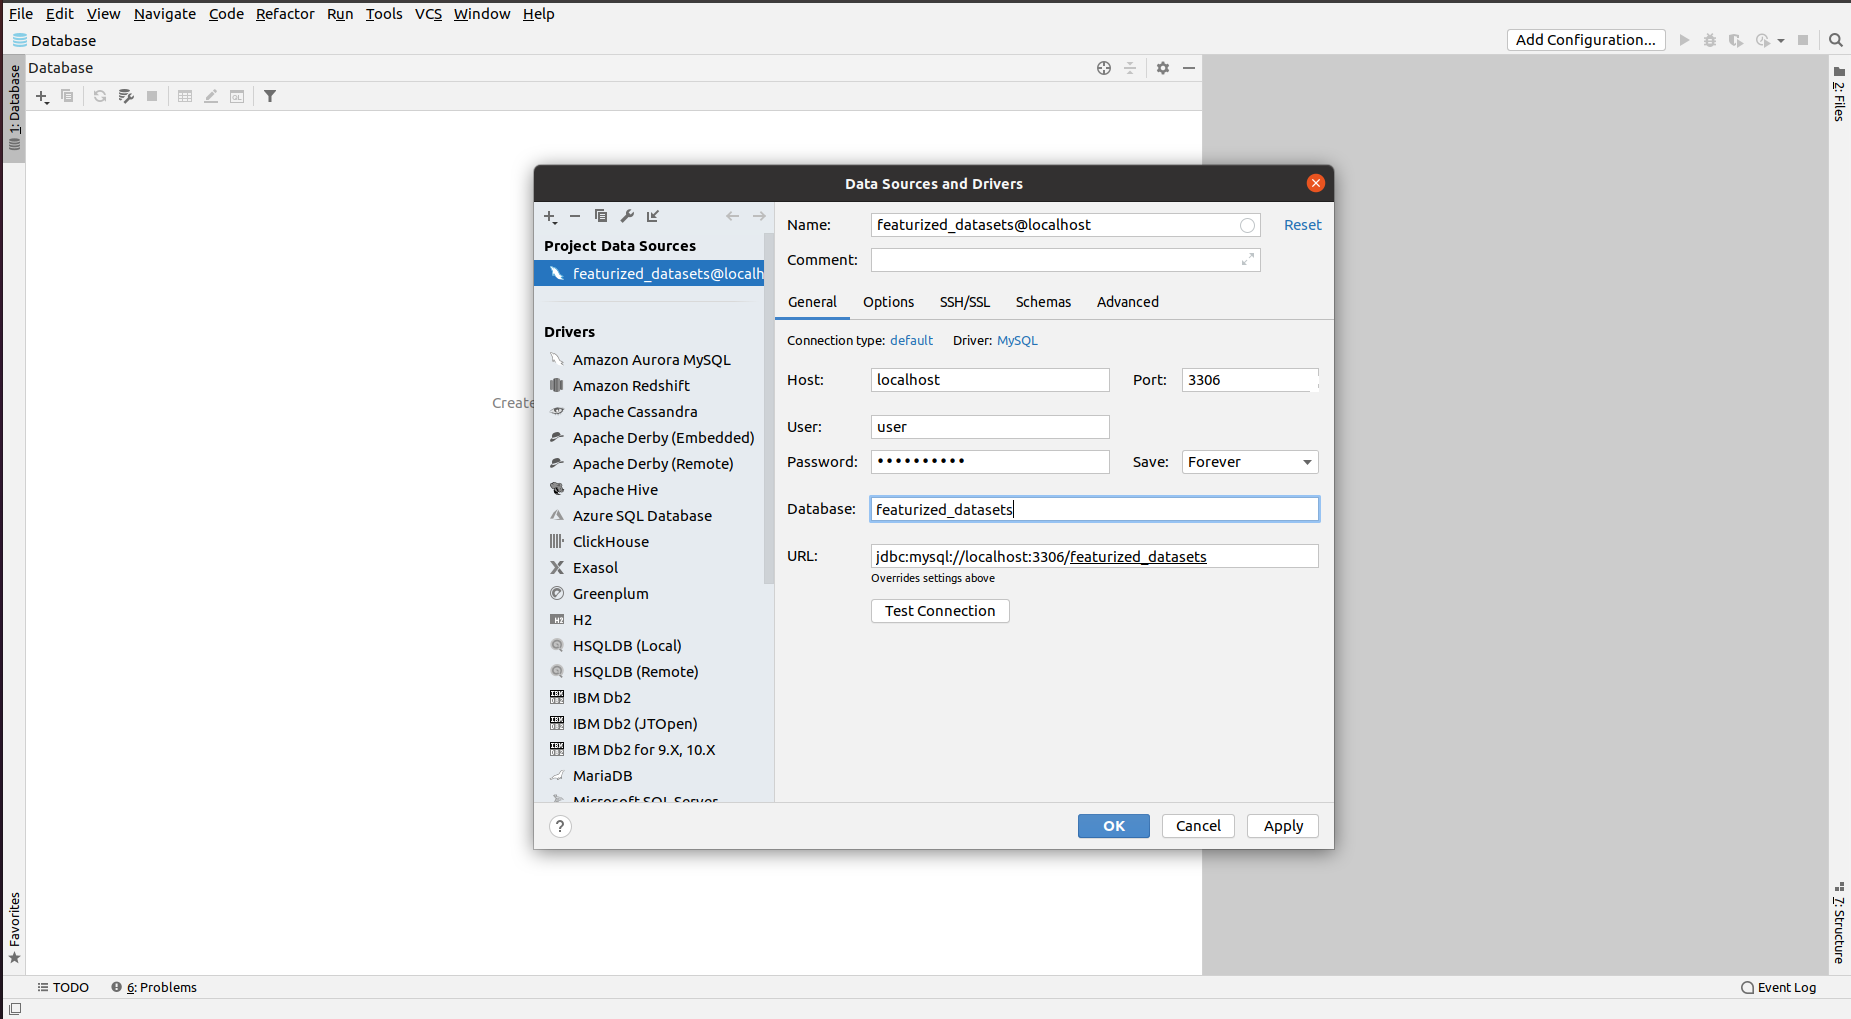 File Edit View Navigate Code Refactor Run Tools VCS Window Help
Database
Add Configuration...
1: Database
Database
2: Files
Create
Data Sources and Drivers
Project Data Sources
featurized_datasets@localh
Drivers
Amazon Aurora MySQL
Amazon Redshift
Apache Cassandra
Apache Derby (Embedded)
Apache Derby (Remote)
Apache Hive
Azure SQL Database
ClickHouse
Exasol
Greenplum
H2
HSQLDB (Local)
HSQLDB (Remote)
IBM Db2
IBM Db2 (JTOpen)
IBM Db2 for 9.X, 10.X
MariaDB
Microsoft SQL Server
Name: featurized_datasets@localhost Reset
Comment:
General Options SSH/SSL Schemas Advanced
Connection type: default Driver: MySQL
Host: localhost Port: 3306
User: user
Password: •••••••••• Save: Forever
Database: featurized_datasets
URL: jdbc:mysql://localhost:3306/featurized_datasets
Overrides settings above
Test Connection
? OK Cancel Apply
Favorites
7: Structure
TODO 6: Problems Event Log